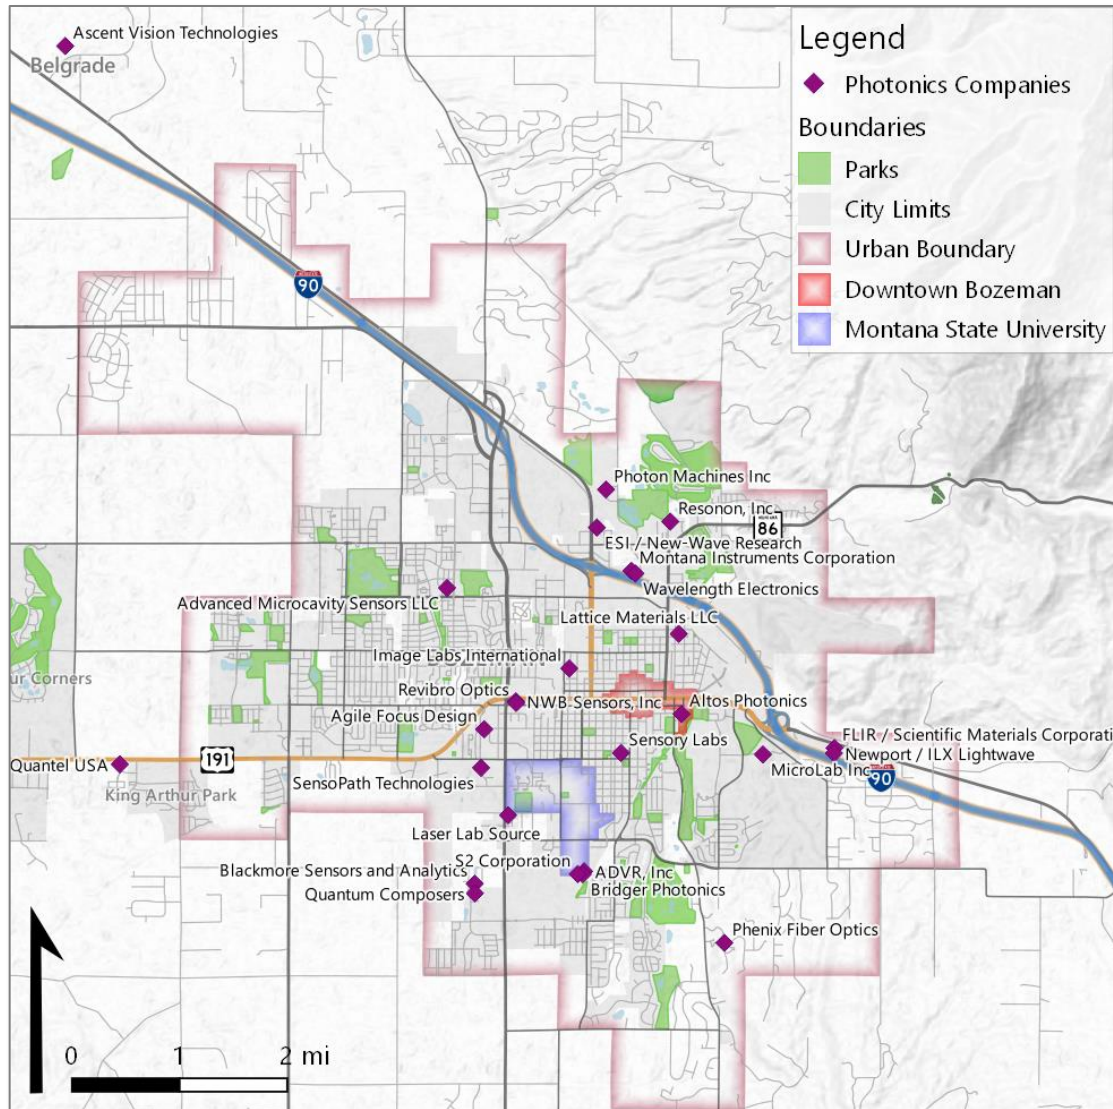 Ascent Vision Technologies
Belgrade
Legend
Photonics Companies
Boundaries
Parks
City Limits
Urban Boundary
Downtown Bozeman
Montana State University
90
Photon Machines Inc
Resonon, Inc
86
ESI / New-Wave Research
Montana Instruments Corporation
Wavelength Electronics
Advanced Microcavity Sensors LLC
Lattice Materials LLC
Image Labs International
BOZEMAN
ur Corners
Revibro Optics
NWB Sensors, Inc
Altos Photonics
Agile Focus Design
Sensory Labs
FLIR / Scientific Materials Corporati
Newport / ILX Lightwave
MicroLab Inc
90
Quantel USA
191
SensoPath Technologies
King Arthur Park
Laser Lab Source
S2 Corporation
Blackmore Sensors and Analytics
ADVR, Inc
Quantum Composers
Bridger Photonics
Phenix Fiber Optics
0 1 2 mi